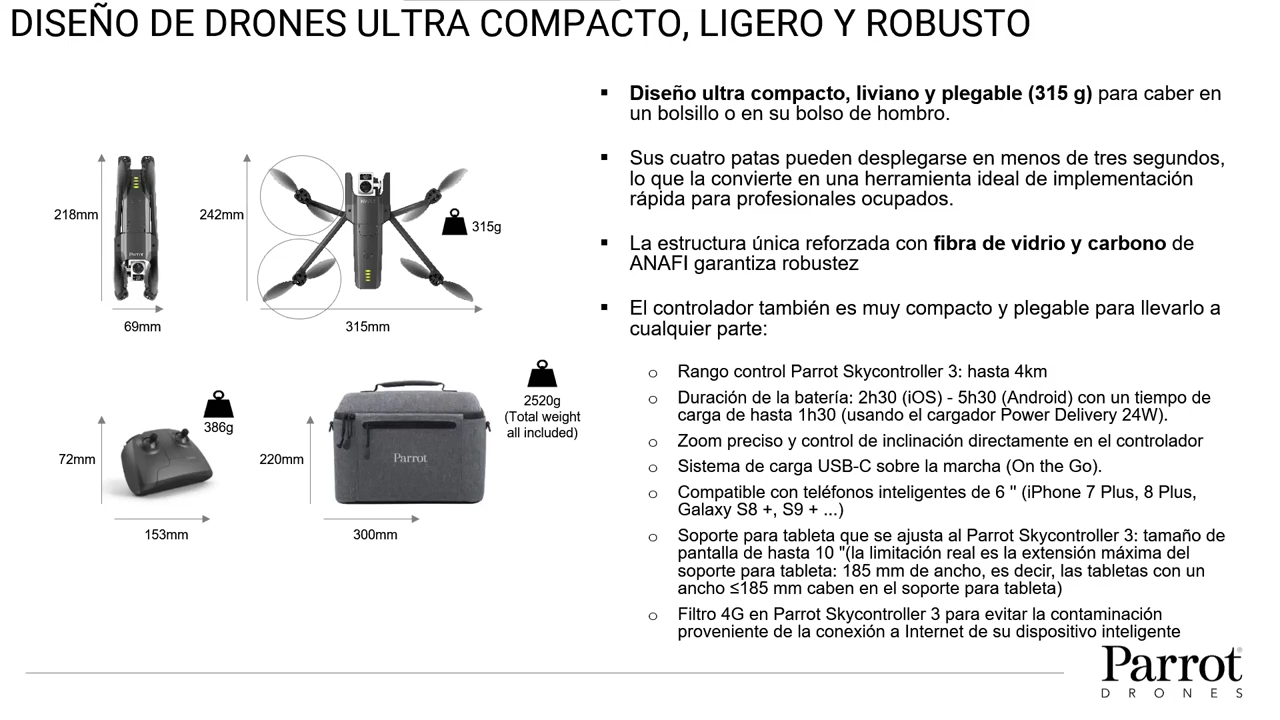 DISEÑO DE DRONES ULTRA COMPACTO, LIGERO Y ROBUSTO
218mm
69mm
242mm
315mm
315g
386g
72mm
153mm
Parrot
220mm
300mm
2520g
(Total weight
all included)
▪ Diseño ultra compacto, liviano y plegable (315 g) para caber en
un bolsillo o en su bolso de hombro.
▪ Sus cuatro patas pueden desplegarse en menos de tres segundos,
lo que la convierte en una herramienta ideal de implementación
rápida para profesionales ocupados.
▪ La estructura única reforzada con fibra de vidrio y carbono de
ANAFI garantiza robustez
▪ El controlador también es muy compacto y plegable para llevarlo a
cualquier parte:
o Rango control Parrot Skycontroller 3: hasta 4km
o Duración de la batería: 2h30 (iOS) - 5h30 (Android) con un tiempo de
carga de hasta 1h30 (usando el cargador Power Delivery 24W).
o Zoom preciso y control de inclinación directamente en el controlador
o Sistema de carga USB-C sobre la marcha (On the Go).
o Compatible con teléfonos inteligentes de 6 " (iPhone 7 Plus, 8 Plus,
Galaxy S8 +, S9 + ...)
o Soporte para tableta que se ajusta al Parrot Skycontroller 3: tamaño de
pantalla de hasta 10 "(la limitación real es la extensión máxima del
soporte para tableta: 185 mm de ancho, es decir, las tabletas con un
ancho ≤185 mm caben en el soporte para tableta)
o Filtro 4G en Parrot Skycontroller 3 para evitar la contaminación
proveniente de la conexión a Internet de su dispositivo inteligente
Parrot®
DRONES